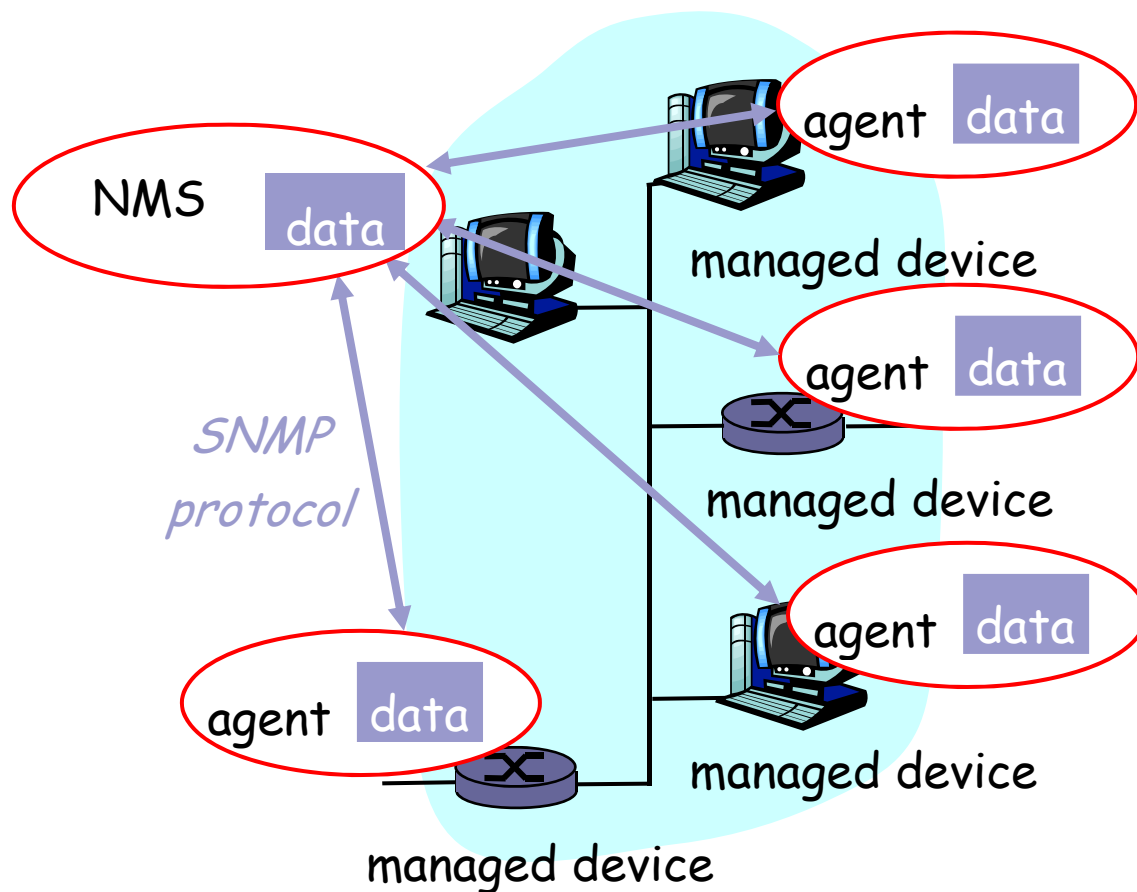 agent data
NMS data
managed device
agent data
SNMP
protocol
managed device
agent data
agent data
managed device
managed device